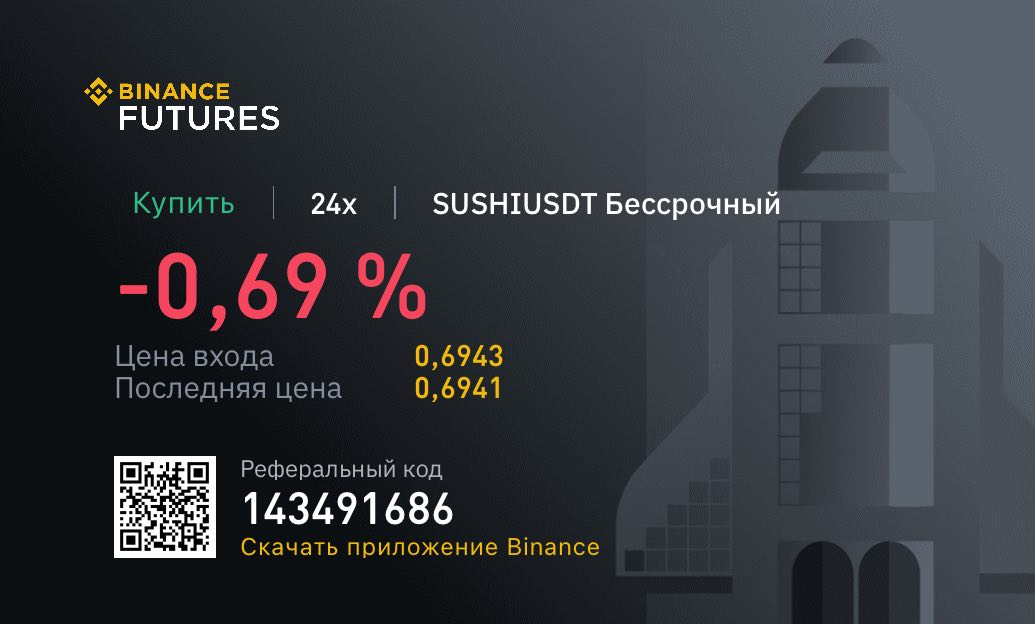 BINANCE
FUTURES
Купить | 24x | SUSHIUSDT Бессрочный
-0,69 %
Цена входа 0,6943
Последняя цена 0,6941
Реферальный код
143491686
Скачать приложение Binance